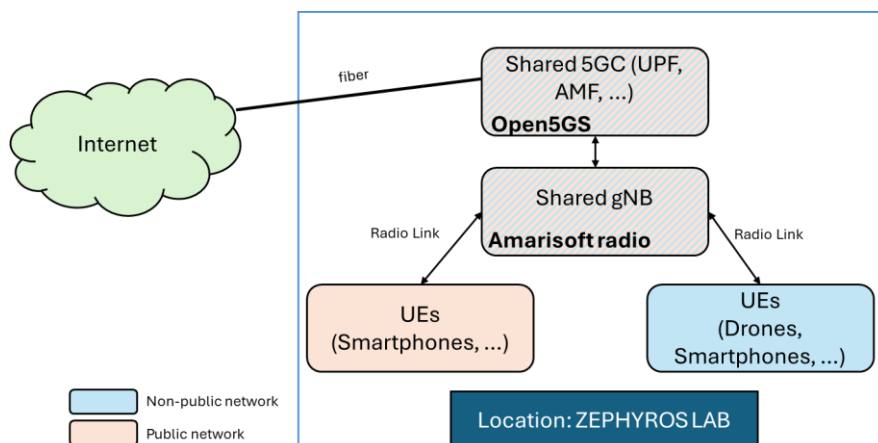 fiber
Shared 5GC (UPF,
AMF, ...)
Open5GS
Internet
Shared gNB
Amarisoft radio
Radio Link
Radio Link
UEs
(Smartphones, ...)
UEs
(Drones,
Smartphones, ...)
Non-public network
Public network
Location: ZEPHYROS LAB